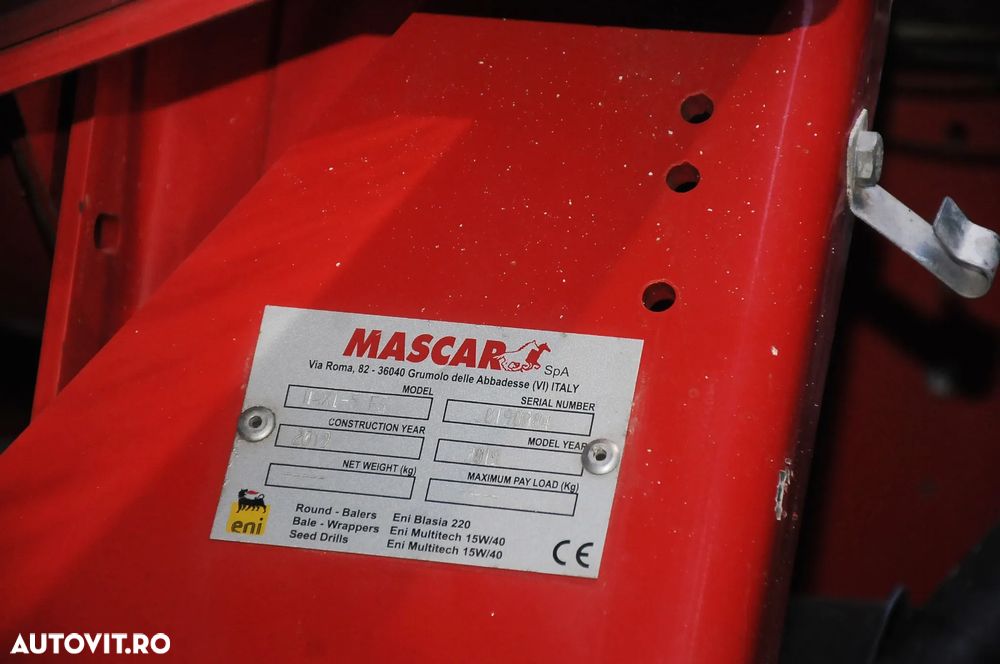 MASCAR SpA
Via Roma, 82 - 36040 Grumolo delle Abbadesse (VI) ITALY
MODEL
SERIAL NUMBER
CONSTRUCTION YEAR
2019
MODEL YEAR
NET WEIGHT (kg)
MAXIMUM PAY LOAD (Kg)
Round - Balers Eni Blasia 220
Bale - Wrappers Eni Multitech 15W/40
Seed Drills Eni Multitech 15W/40
eni
CE
AUTOVIT.RO